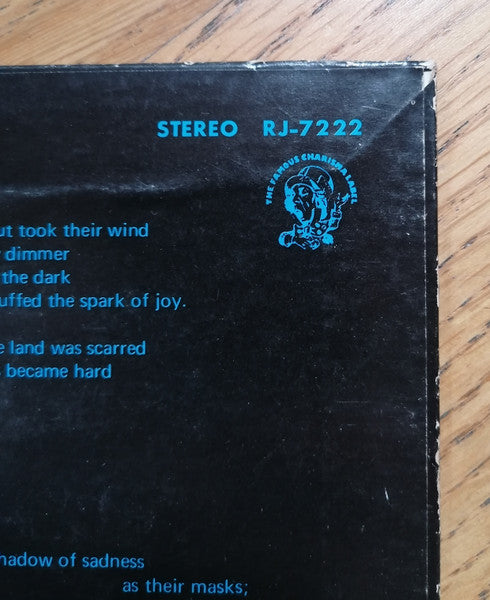 STEREO RJ-7222
THE FAMOUS CHARISMA LABEL
ut took their wind
dimmer
the dark
uffed the spark of joy.
e land was scarred
became hard
hadow of sadness
as their masks;